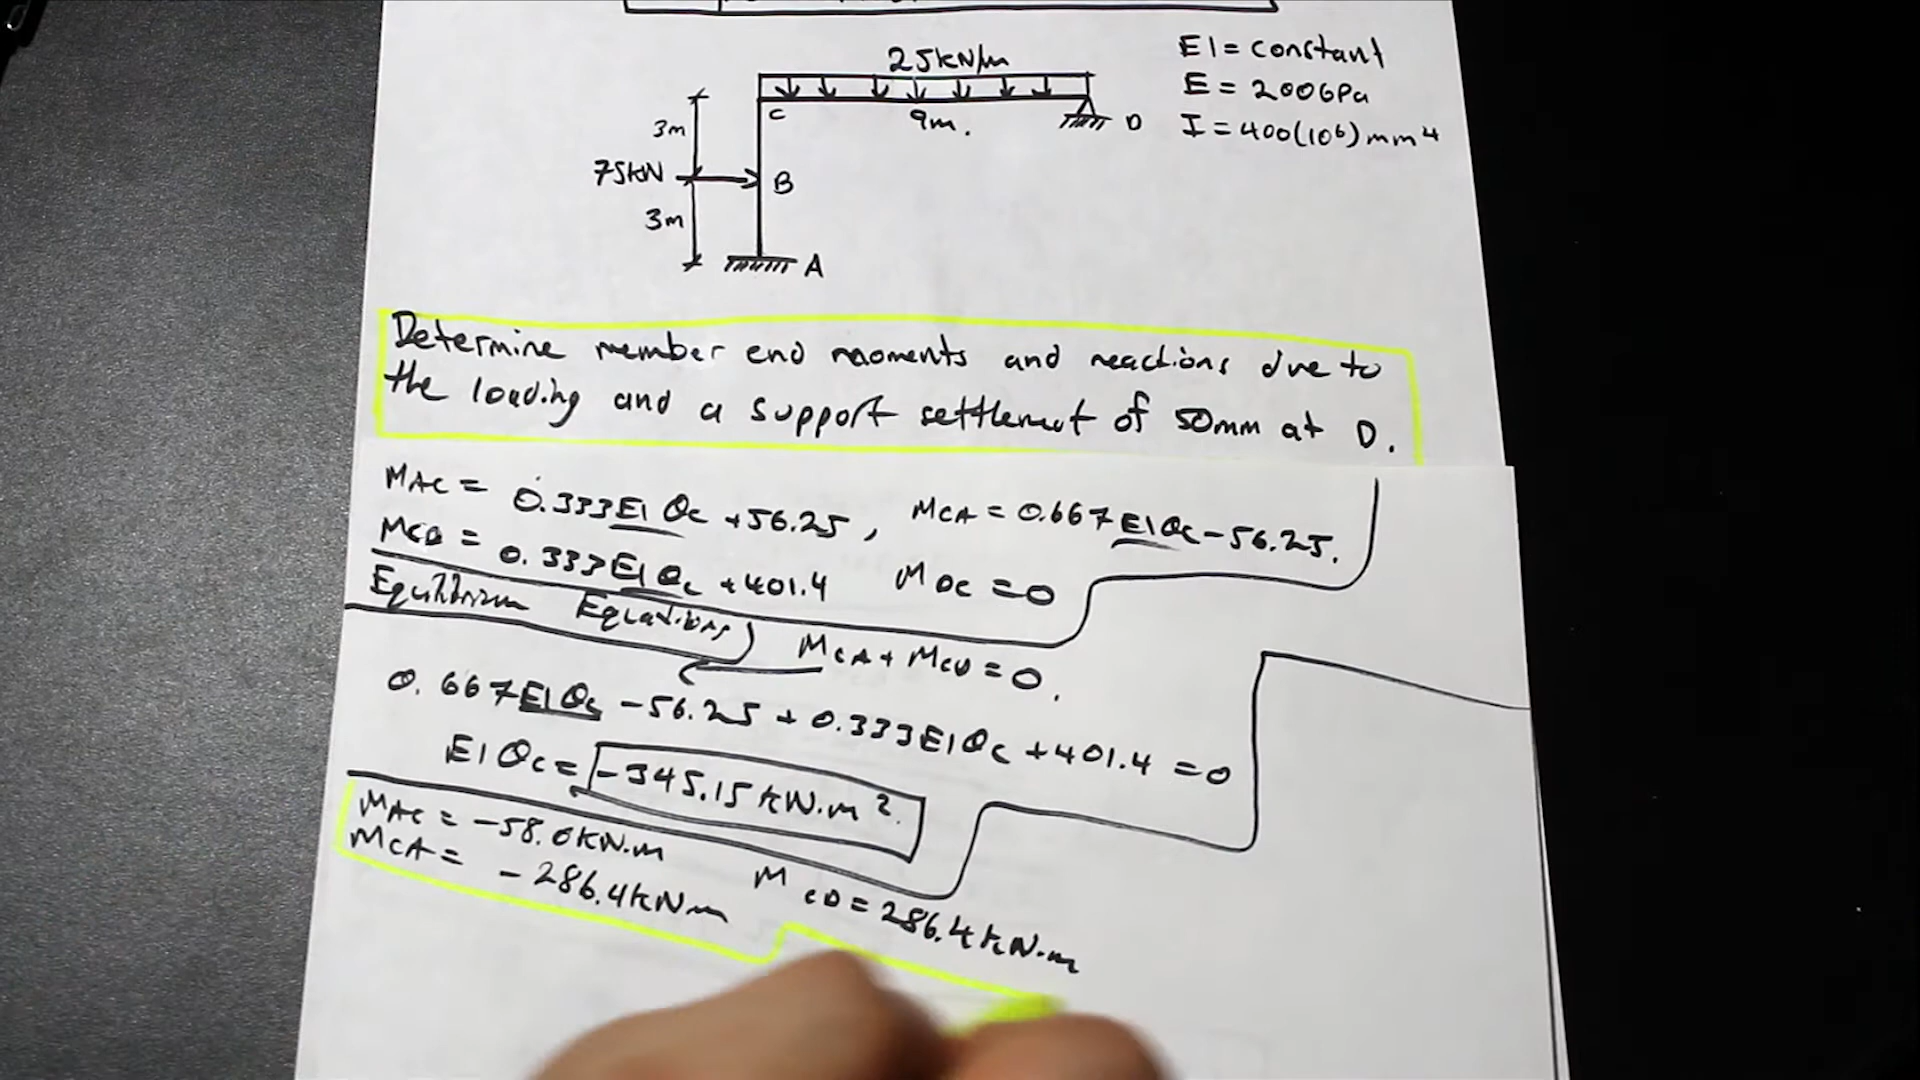 25kN/m
EI = constant
E = 200GPa
I = 400(10⁶)mm⁴
3m
C
9m.
D
75kN
B
3m
A
Determine member end moments and reactions due to
the loading and a support settlement of 50mm at D.
MAC = 0.333EIθc +56.25, MCA = 0.667EIθc - 56.25.
MCD = 0.333EIθc +401.4 MDC = 0
Equilibrium Equations
MCA + MCD = 0.
0.667EIθc - 56.25 + 0.333EIθc + 401.4 = 0
EIθc = -345.15 kN.m².
MAC = -58.6kN.m
MCA = -286.4kNm
MCD = 286.4kN.m